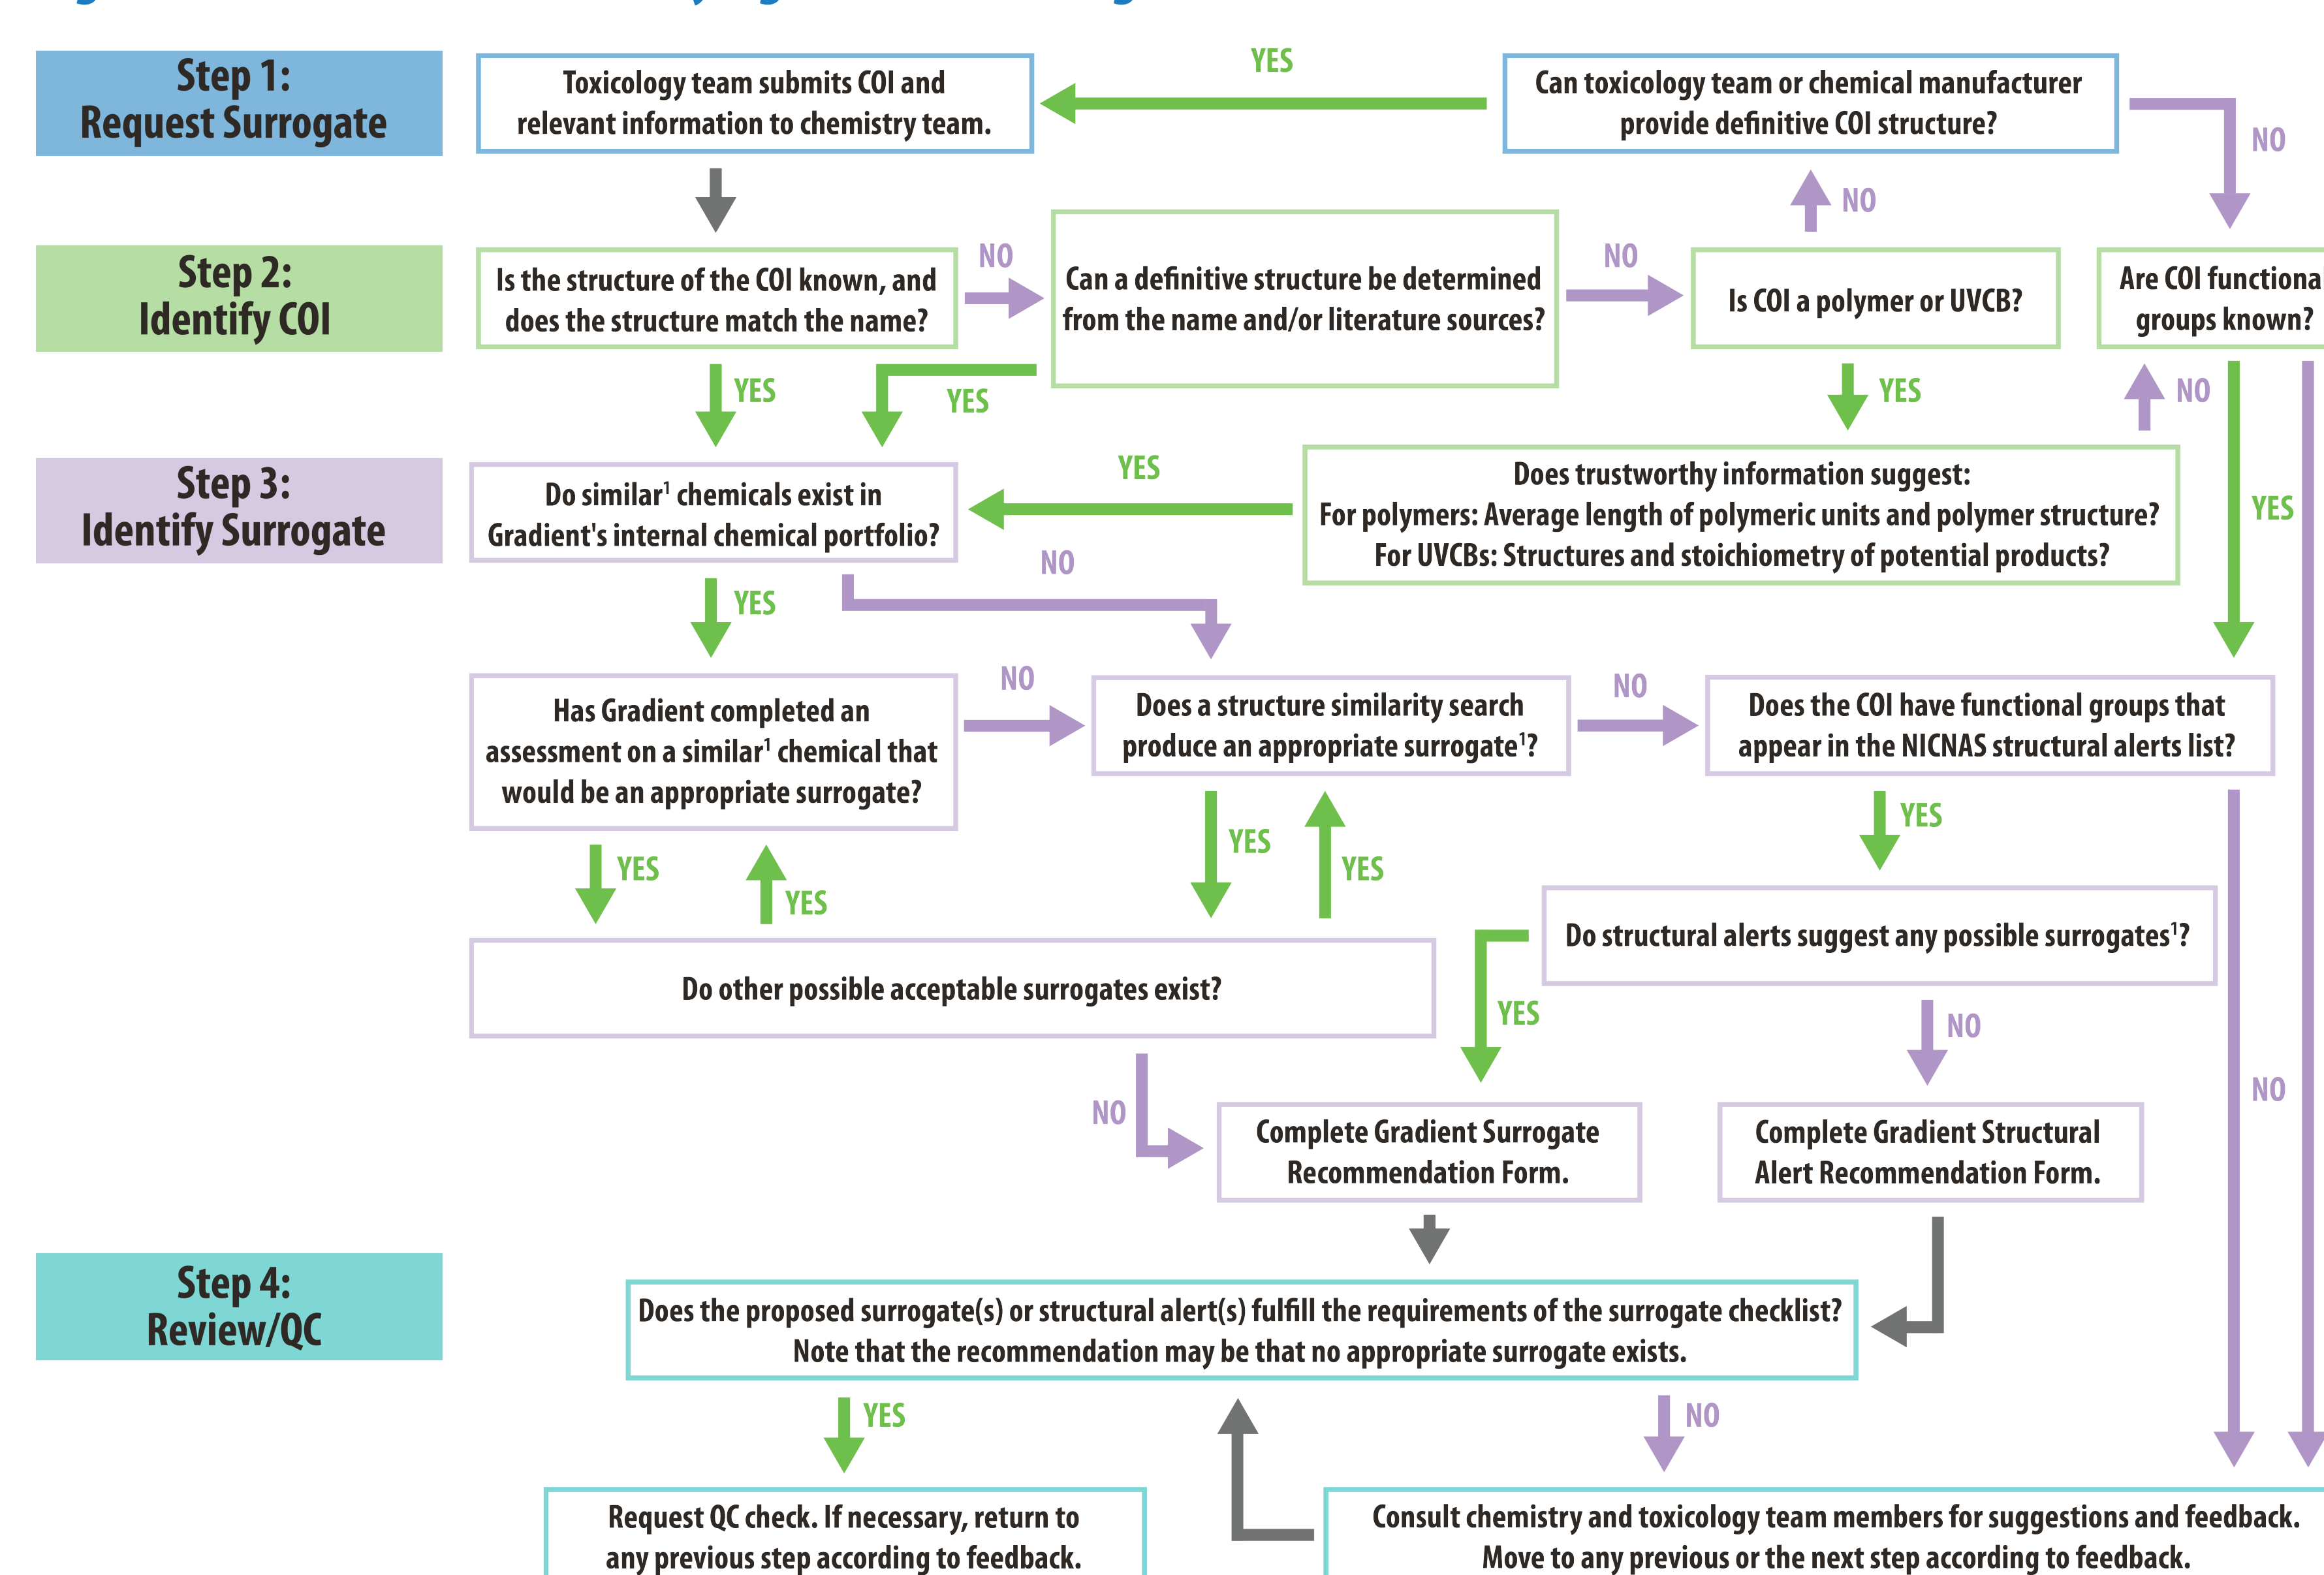 Step 1:
Request Surrogate
Toxicology team submits COI and
relevant information to chemistry team.
YES
Can toxicology team or chemical manufacturer
provide definitive COI structure?
NO
NO
Step 2:
Identify COI
Is the structure of the COI known, and
does the structure match the name?
NO
Can a definitive structure be determined
from the name and/or literature sources?
NO
Is COI a polymer or UVCB?
Are COI functiona
groups known?
YES
YES
YES
NO
Step 3:
Identify Surrogate
Do similar¹ chemicals exist in
Gradient's internal chemical portfolio?
YES
Does trustworthy information suggest:
For polymers: Average length of polymeric units and polymer structure?
For UVCBs: Structures and stoichiometry of potential products?
YES
NO
YES
Has Gradient completed an
assessment on a similar¹ chemical that
would be an appropriate surrogate?
NO
Does a structure similarity search
produce an appropriate surrogate¹?
NO
Does the COI have functional groups that
appear in the NICNAS structural alerts list?
YES
YES
YES
YES
YES
Do other possible acceptable surrogates exist?
Do structural alerts suggest any possible surrogates¹?
YES
NO
NO
NO
Complete Gradient Surrogate
Recommendation Form.
Complete Gradient Structural
Alert Recommendation Form.
Step 4:
Review/QC
Does the proposed surrogate(s) or structural alert(s) fulfill the requirements of the surrogate checklist?
Note that the recommendation may be that no appropriate surrogate exists.
YES
NO
Request QC check. If necessary, return to
any previous step according to feedback.
Consult chemistry and toxicology team members for suggestions and feedback.
Move to any previous or the next step according to feedback.